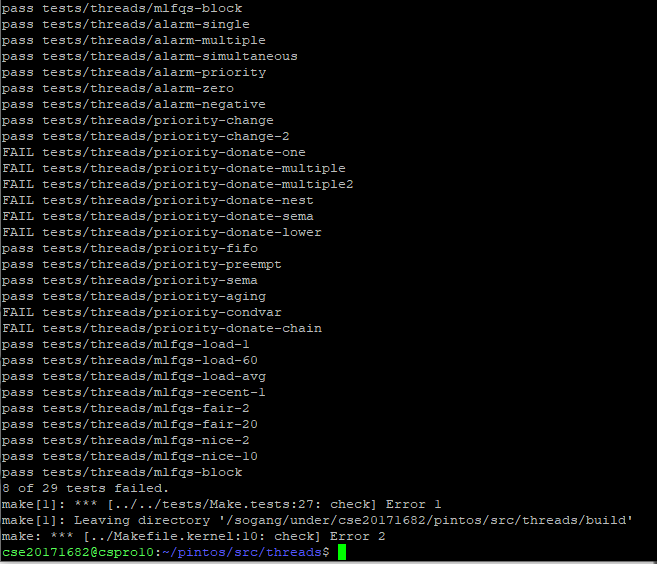 pass tests/threads/mlfqs-block
pass tests/threads/alarm-single
pass tests/threads/alarm-multiple
pass tests/threads/alarm-simultaneous
pass tests/threads/alarm-priority
pass tests/threads/alarm-zero
pass tests/threads/alarm-negative
pass tests/threads/priority-change
pass tests/threads/priority-change-2
FAIL tests/threads/priority-donate-one
FAIL tests/threads/priority-donate-multiple
FAIL tests/threads/priority-donate-multiple2
FAIL tests/threads/priority-donate-nest
FAIL tests/threads/priority-donate-sema
FAIL tests/threads/priority-donate-lower
pass tests/threads/priority-fifo
pass tests/threads/priority-preempt
pass tests/threads/priority-sema
pass tests/threads/priority-aging
FAIL tests/threads/priority-condvar
FAIL tests/threads/priority-donate-chain
pass tests/threads/mlfqs-load-1
pass tests/threads/mlfqs-load-60
pass tests/threads/mlfqs-load-avg
pass tests/threads/mlfqs-recent-1
pass tests/threads/mlfqs-fair-2
pass tests/threads/mlfqs-fair-20
pass tests/threads/mlfqs-nice-2
pass tests/threads/mlfqs-nice-10
pass tests/threads/mlfqs-block
8 of 29 tests failed.
make[1]: *** [../../tests/Make.tests:27: check] Error 1
make[1]: Leaving directory '/sogang/under/cse20171682/pintos/src/threads/build'
make: *** [../Makefile.kernel:10: check] Error 2
cse20171682@cspro10:~/pintos/src/threads$